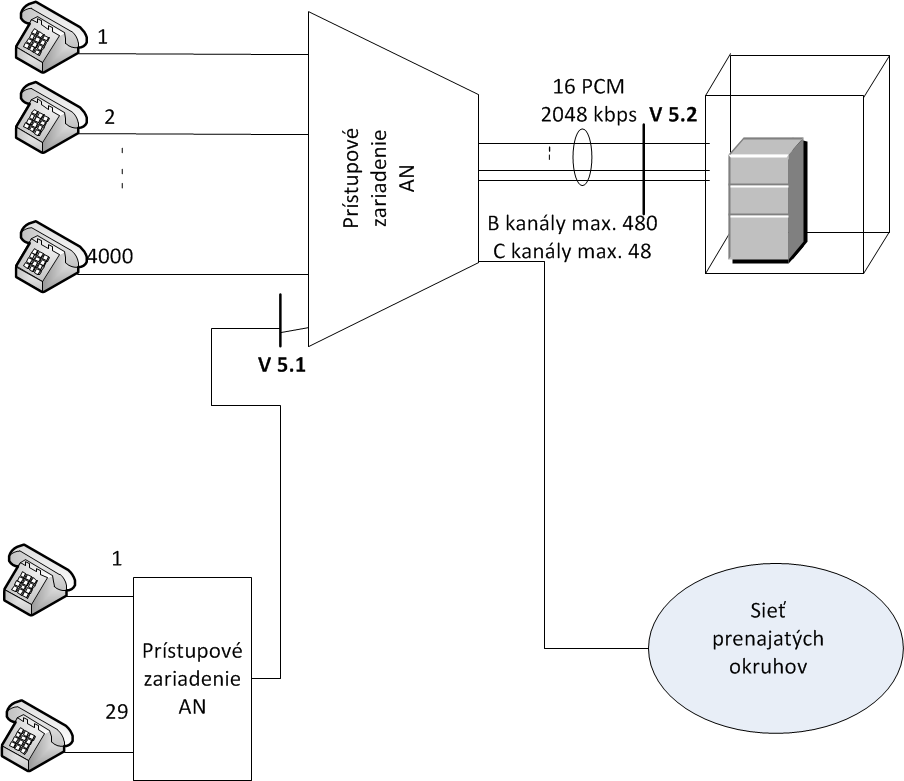 1
2
4000
Prístupové
zariadenie
AN
16 PCM
2048 kbps
V 5.2
B kanály max. 480
C kanály max. 48
V 5.1
1
29
Prístupové
zariadenie
AN
Sieť
prenajatých
okruhov